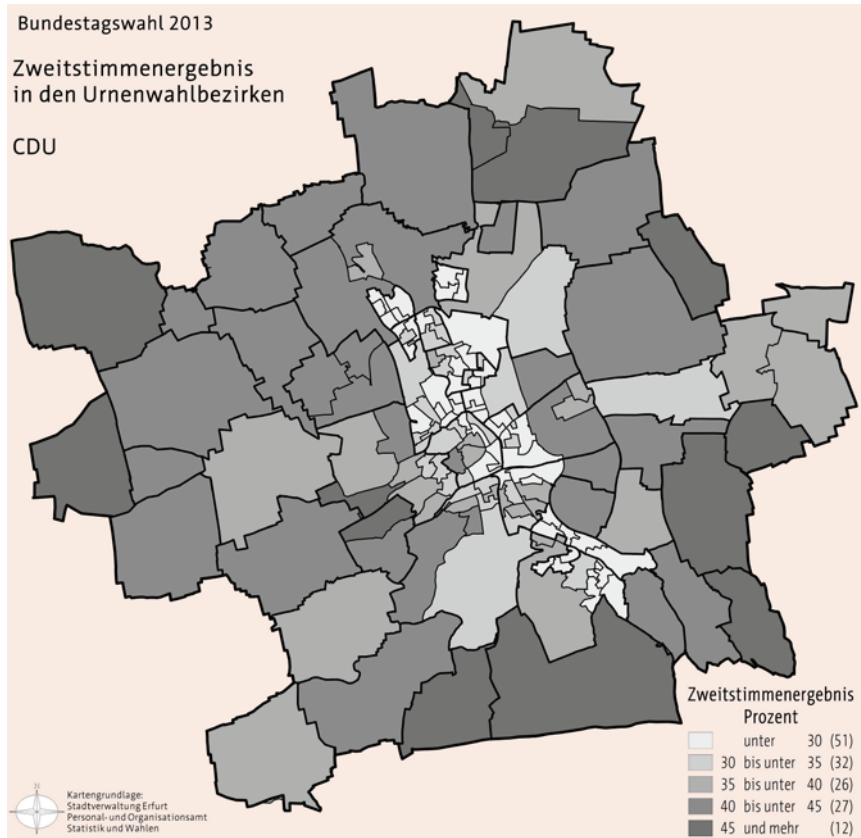 Bundestagswahl 2013
Zweitstimmenergebnis
in den Urnenwahlbezirken
CDU
Zweitstimmenergebnis
Prozent
unter 30 (51)
30 bis unter 35 (32)
35 bis unter 40 (26)
40 bis unter 45 (27)
45 und mehr (12)
N
Kartengrundlage:
Stadtverwaltung Erfurt
Personal- und Organisationsamt
Statistik und Wahlen